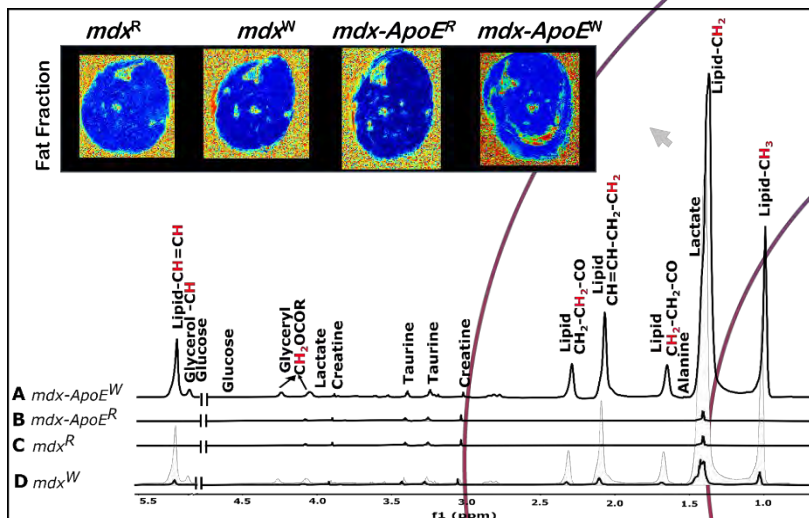 mdxR mdxW mdx-ApoER mdx-ApoEW
Fat Fraction
Lipid-CH=CH
Glycerol -CH
Glucose
Glucose
Glyceryl
CH2OCOR
Lactate
Creatine
Taurine
Taurine
Creatine
Lipid
CH2-CH2-CO
Lipid
CH=CH-CH2-CH2
Lipid
CH2-CH2-CO
Alanine
Lactate
Lipid-CH2
Lipid-CH3
A mdx-ApoEW
B mdx-ApoER
C mdxR
D mdxW
5.5 4.5 4.0 3.5 3.0 2.5 2.0 1.5 1.0
f1 (ppm)